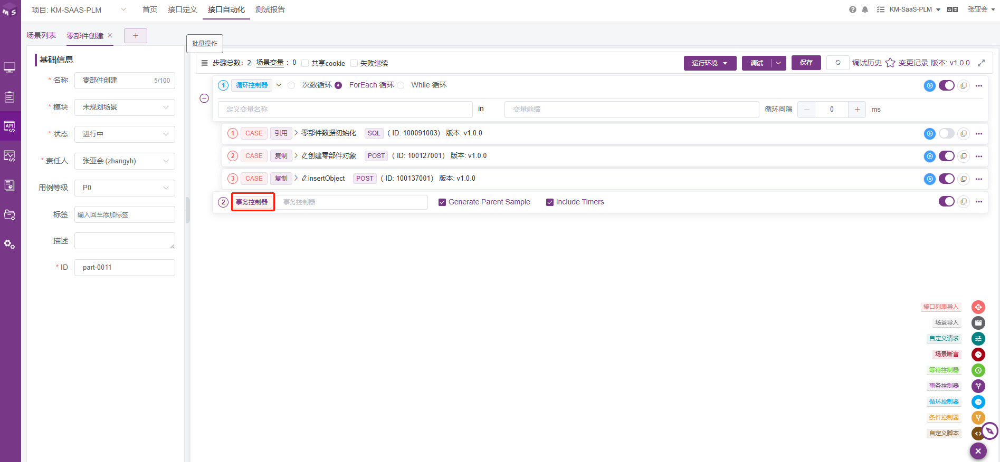 项目: KM-SAAS-PLM 首页 接口定义 接口自动化 测试报告 KM-SaaS-PLM 张亚会
场景列表 零部件创建
批量操作
基础信息
* 名称 零部件创建 5/100
* 模块 未规划场景
* 状态 进行中
* 责任人 张亚会 (zhangyh)
用例等级 P0
标签 输入回车添加标签
描述
* ID part-0011
步骤总数: 2 场景变量 : 0 共享cookie 失败继续 运行环境 调试 保存 调试历史 变更记录 版本: v1.0.0
1 循环控制器 次数循环 ForEach 循环 While 循环
定义变量名称 in 变量前缀 循环间隔 0 ms
1 CASE 引用 零部件数据初始化 SQL ( ID: 100091003) 版本: v1.0.0
2 CASE 复制 创建零部件对象 POST ( ID: 100127001) 版本: v1.0.0
3 CASE 复制 insertObject POST ( ID: 100137001) 版本: v1.0.0
2 事务控制器 事务控制器 Generate Parent Sample Include Timers
接口列表导入
场景导入
自定义请求
场景断言
等待控制器
事务控制器
循环控制器
条件控制器
自定义脚本